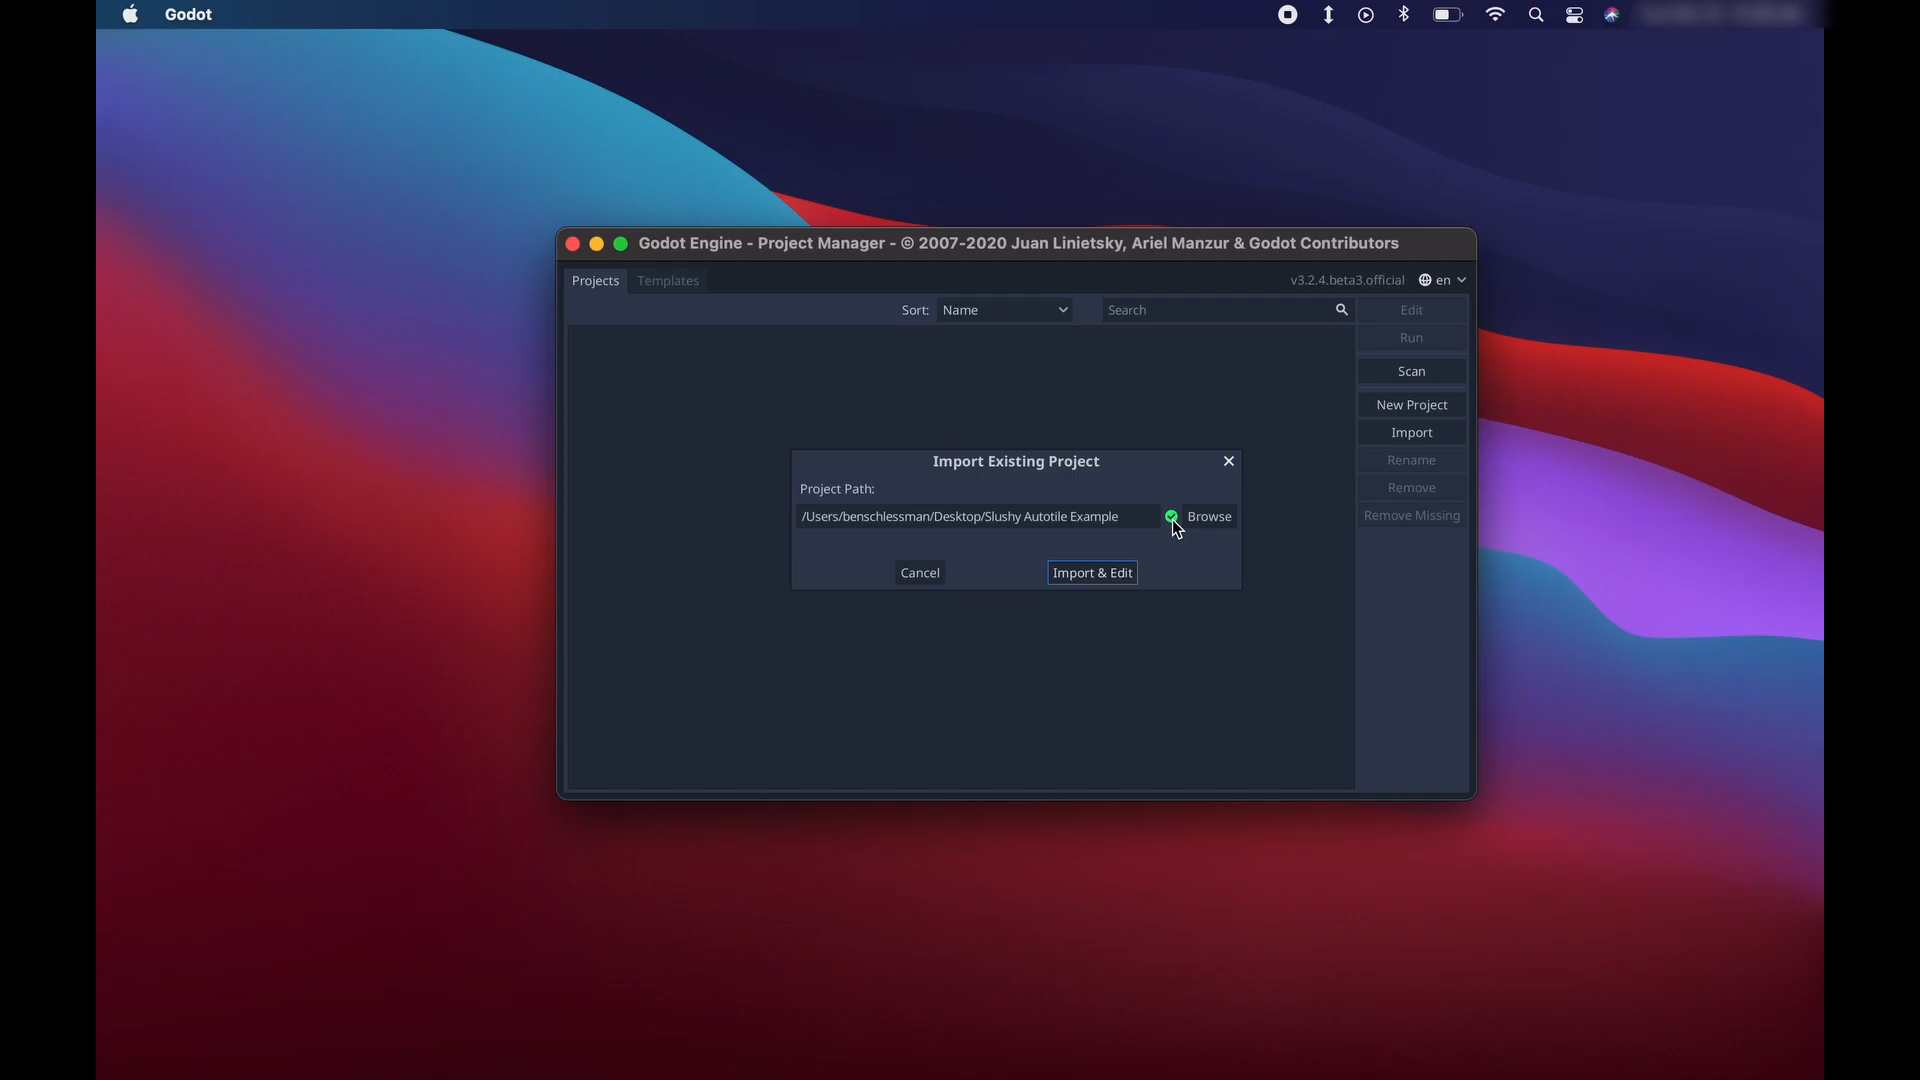 Godot
Godot Engine - Project Manager - © 2007-2020 Juan Linietsky, Ariel Manzur & Godot Contributors
Projects
Templates
v3.2.4.beta3.official
en
Sort:
Name
Search
Edit
Run
Scan
New Project
Import
Rename
Remove
Remove Missing
Import Existing Project
Project Path:
/Users/benschlessman/Desktop/Slushy Autotile Example
Browse
Cancel
Import & Edit